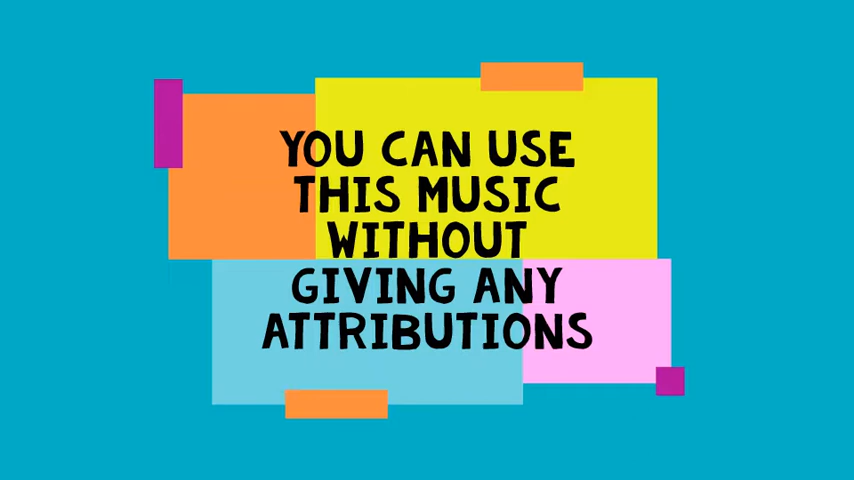 YOU CAN USE
THIS MUSIC
WITHOUT
GIVING ANY
ATTRIBUTIONS